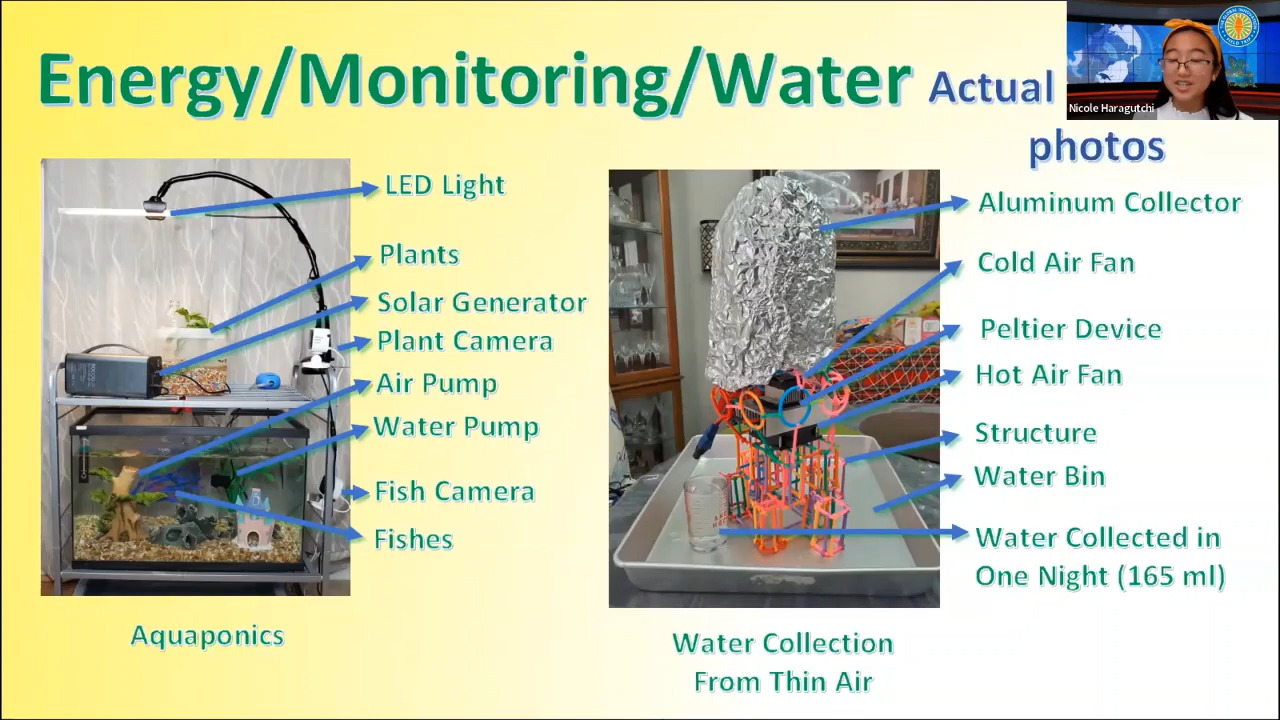 Energy/Monitoring/Water Actual
photos
Nicole Haragutchi
LED Light
Plants
Solar Generator
Plant Camera
Air Pump
Water Pump
Fish Camera
Fishes
Aquaponics
Aluminum Collector
Cold Air Fan
Peltier Device
Hot Air Fan
Structure
Water Bin
Water Collected in
One Night (165 ml)
Water Collection
From Thin Air